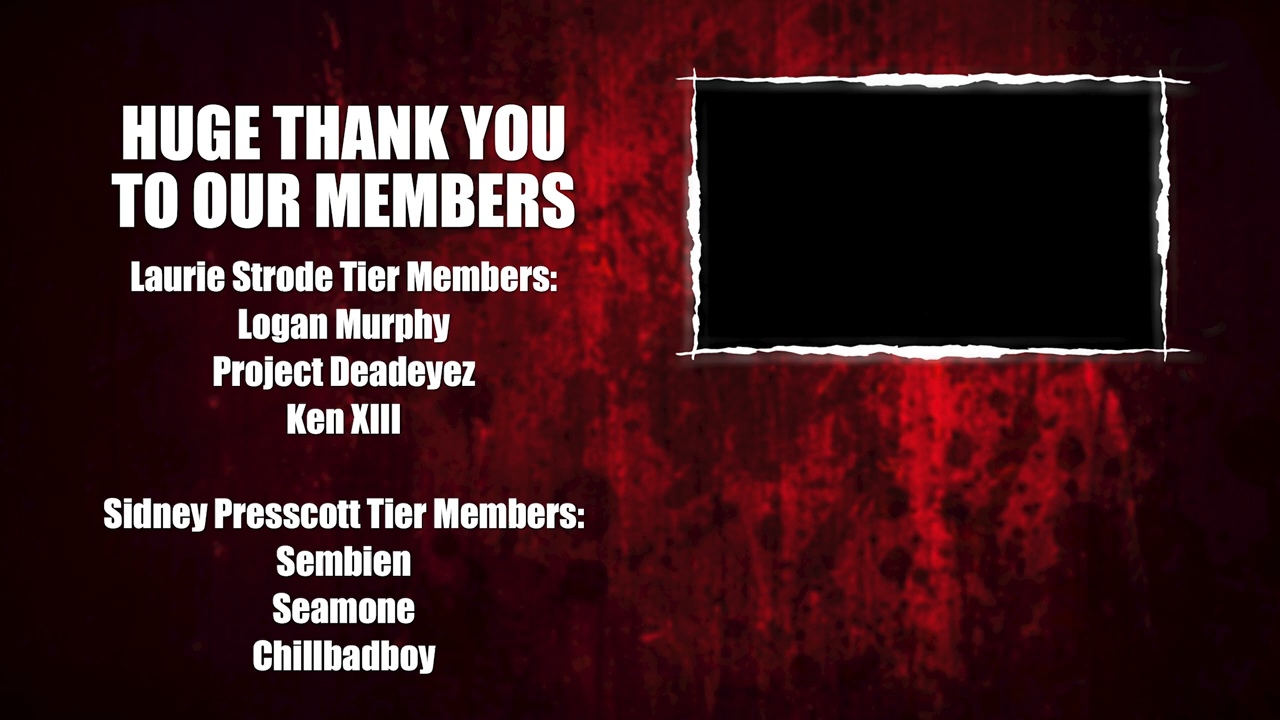 HUGE THANK YOU
TO OUR MEMBERS
Laurie Strode Tier Members:
Logan Murphy
Project Deadeyez
Ken XIII
Sidney Presscott Tier Members:
Sembien
Seamone
Chillbadboy